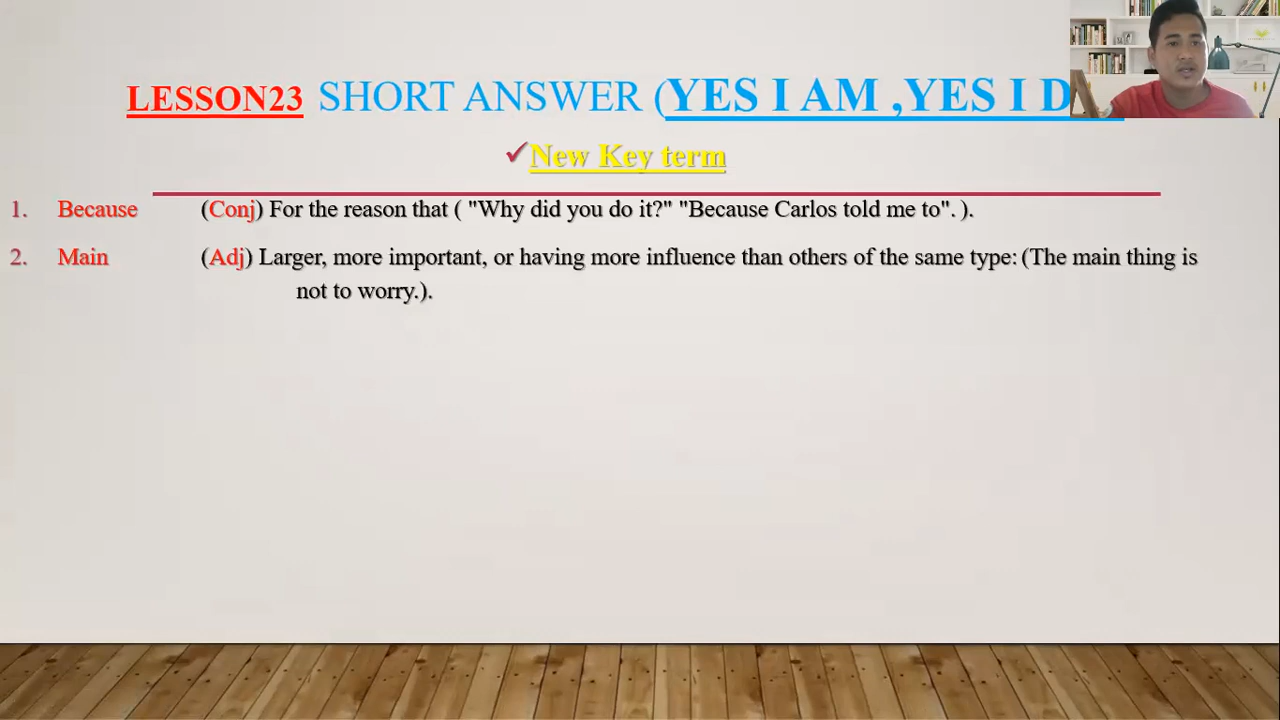 LESSON23 SHORT ANSWER (YES I AM ,YES I D
✓New Key term
1. Because (Conj) For the reason that ( "Why did you do it?" "Because Carlos told me to". ).
2. Main (Adj) Larger, more important, or having more influence than others of the same type: (The main thing is
not to worry.).